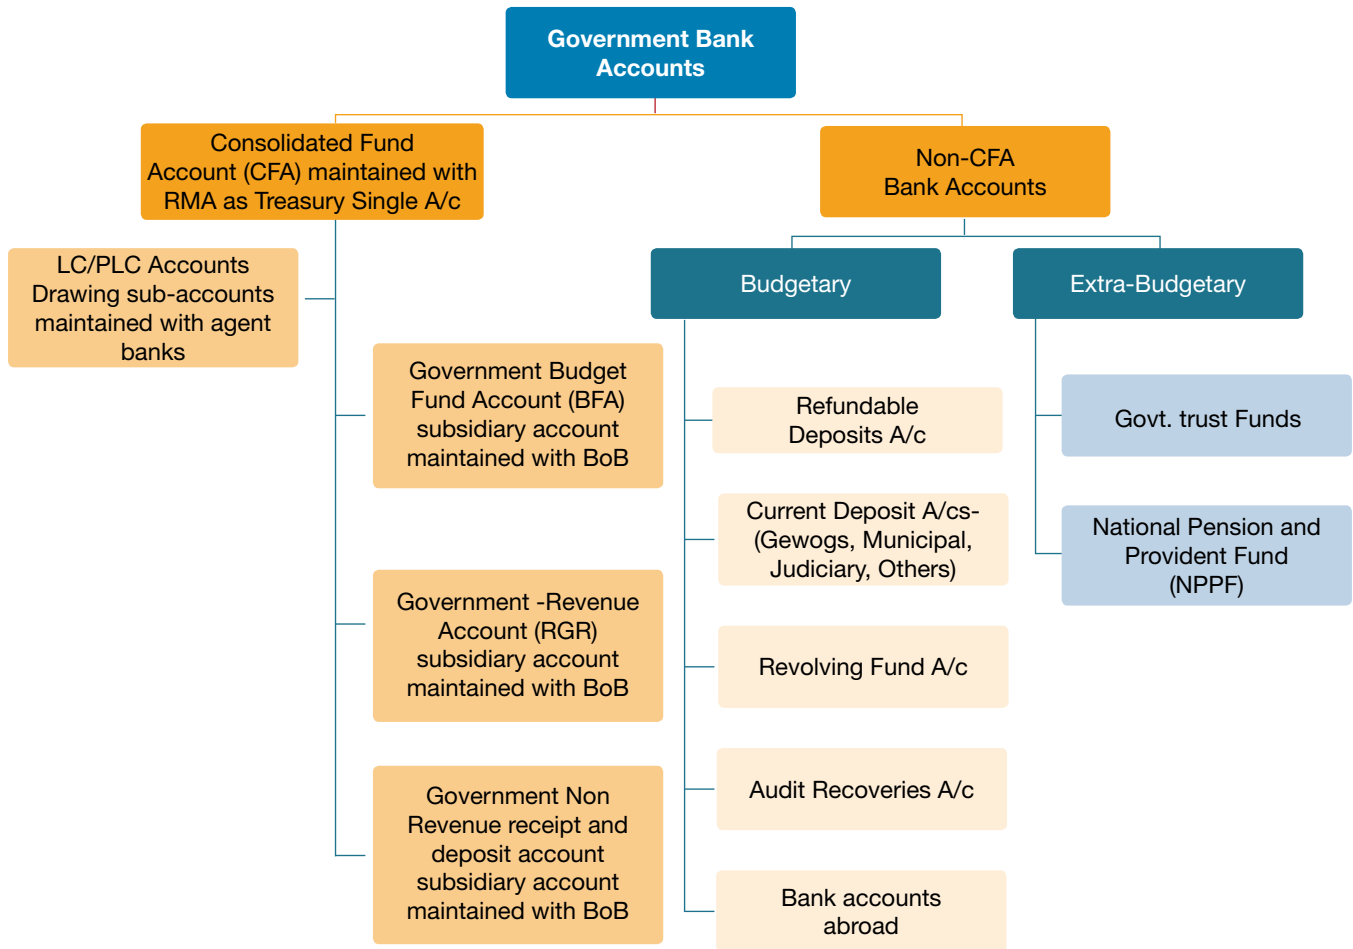 Government Bank
Accounts
Consolidated Fund
Account (CFA) maintained with
RMA as Treasury Single A/c
Non-CFA
Bank Accounts
LC/PLC Accounts
Drawing sub-accounts
maintained with agent
banks
Government Budget
Fund Account (BFA)
subsidiary account
maintained with BoB
Government -Revenue
Account (RGR)
subsidiary account
maintained with BoB
Government Non
Revenue receipt and
deposit account
subsidiary account
maintained with BoB
Budgetary
Refundable
Deposits A/c
Current Deposit A/cs-
(Gewogs, Municipal,
Judiciary, Others)
Revolving Fund A/c
Audit Recoveries A/c
Bank accounts
abroad
Extra-Budgetary
Govt. trust Funds
National Pension and
Provident Fund
(NPPF)